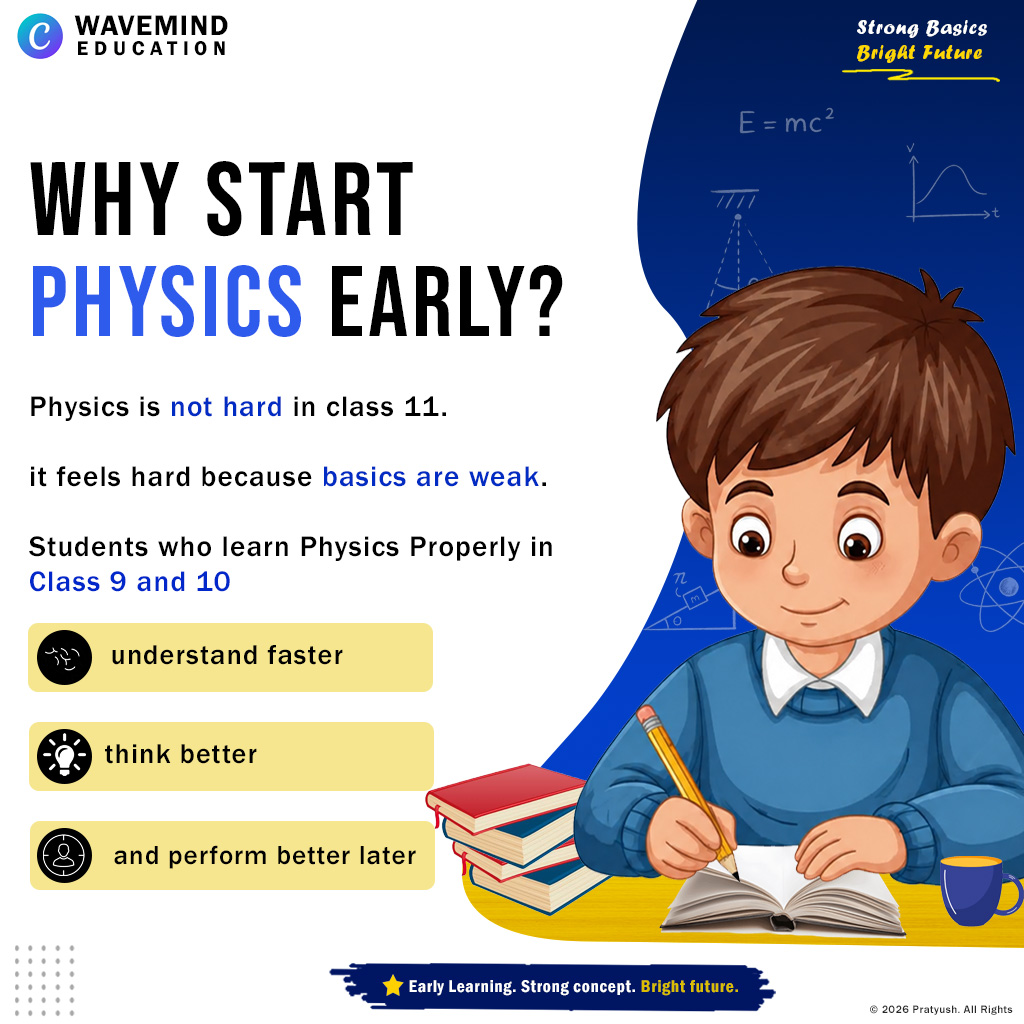 C
WAVEMIND
EDUCATION
Strong Basics
Bright Future
E = mc²
v
t
WHY START
PHYSICS EARLY?
Physics is not hard in class 11.
it feels hard because basics are weak.
Students who learn Physics Properly in
Class 9 and 10
m
understand faster
think better
and perform better later
★ Early Learning. Strong concept. Bright future.
© 2026 Pratyush. All Rights